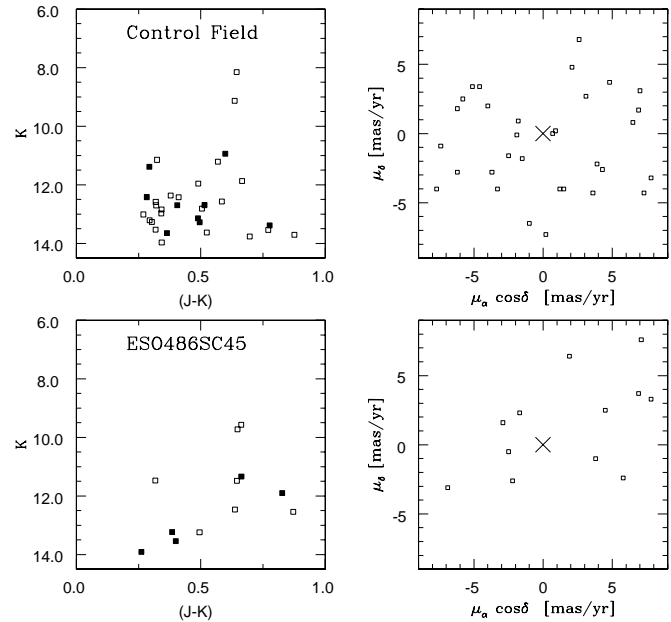 6.0
Control Field
8.0
K
10.0
12.0
14.0
0.0 0.5 1.0
(J-K)
μδ [mas/yr]
5
0
-5
-5 0 5
μα cosδ [mas/yr]
6.0
ESO486SC45
8.0
K
10.0
12.0
14.0
0.0 0.5 1.0
(J-K)
μδ [mas/yr]
5
0
-5
-5 0 5
μα cosδ [mas/yr]